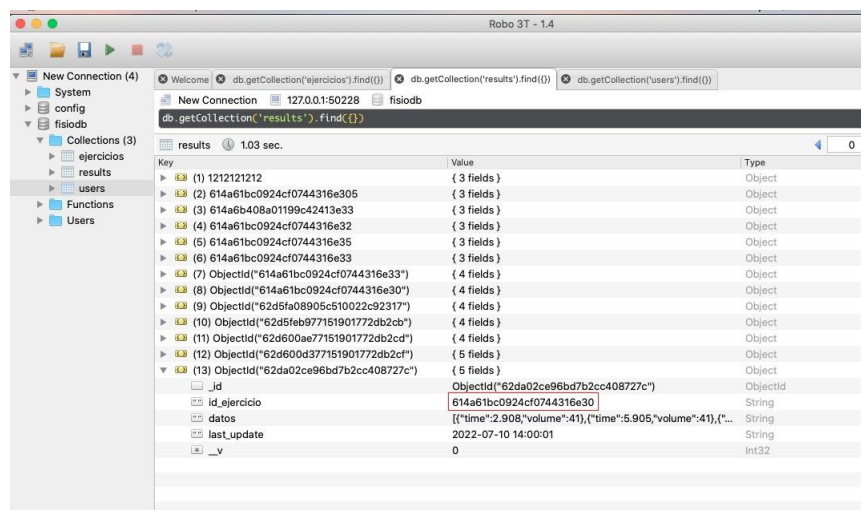 Robo 3T - 1.4
New Connection (4)
System
config
fisiodb
Collections (3)
ejercicios
results
users
Functions
Users
Welcome db.getCollection('ejercicios').find({}) db.getCollection('results').find({}) db.getCollection('users').find({})
New Connection 127.0.0.1:50228 fisiodb
db.getCollection('results').find({})
results 1.03 sec. 0
Key Value Type
(1) 1212121212 { 3 fields } Object
(2) 614a61bc0924cf0744316e305 { 3 fields } Object
(3) 614a6b408a01199c42413e33 { 3 fields } Object
(4) 614a61bc0924cf0744316e32 { 3 fields } Object
(5) 614a61bc0924cf0744316e35 { 3 fields } Object
(6) 614a61bc0924cf0744316e33 { 3 fields } Object
(7) ObjectId("614a61bc0924cf0744316e33") { 4 fields } Object
(8) ObjectId("614a61bc0924cf0744316e30") { 4 fields } Object
(9) ObjectId("62d5fa08905c510022c92317") { 4 fields } Object
(10) ObjectId("62d5feb977151901772db2cb") { 4 fields } Object
(11) ObjectId("62d600ae77151901772db2cd") { 4 fields } Object
(12) ObjectId("62d600d377151901772db2cf") { 5 fields } Object
(13) ObjectId("62da02ce96bd7b2cc408727c") { 5 fields } Object
_id ObjectId("62da02ce96bd7b2cc408727c") ObjectId
id_ejercicio 614a61bc0924cf0744316e30 String
datos [{"time":2.908,"volume":41},{"time":5.905,"volume":41},{"... String
last_update 2022-07-10 14:00:01 String
__v 0 Int32